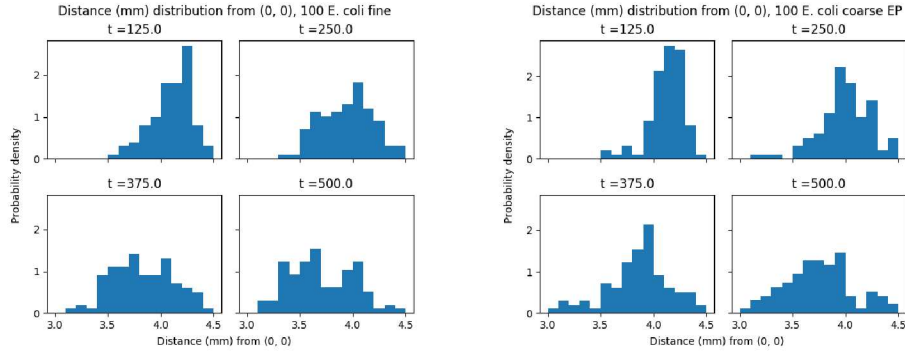 Distance (mm) distribution from (0, 0), 100 E. coli fine
t =125.0
t =250.0
2
1
0
t =375.0
t =500.0
2
1
0
3.0 3.5 4.0 4.5
3.0 3.5 4.0 4.5
Probability density
Distance (mm) from (0, 0)
Distance (mm) distribution from (0, 0), 100 E. coli coarse EP
t =125.0
t =250.0
2
1
0
t =375.0
t =500.0
2
1
0
3.0 3.5 4.0 4.5
3.0 3.5 4.0 4.5
Probability density
Distance (mm) from (0, 0)